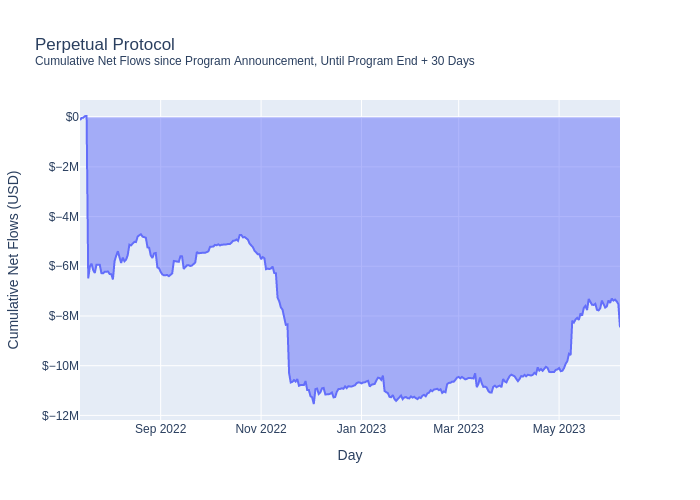 Perpetual Protocol
Cumulative Net Flows since Program Announcement, Until Program End + 30 Days
Cumulative Net Flows (USD)
$0
$−2M
$−4M
$−6M
$−8M
$−10M
$−12M
Sep 2022
Nov 2022
Jan 2023
Mar 2023
May 2023
Day